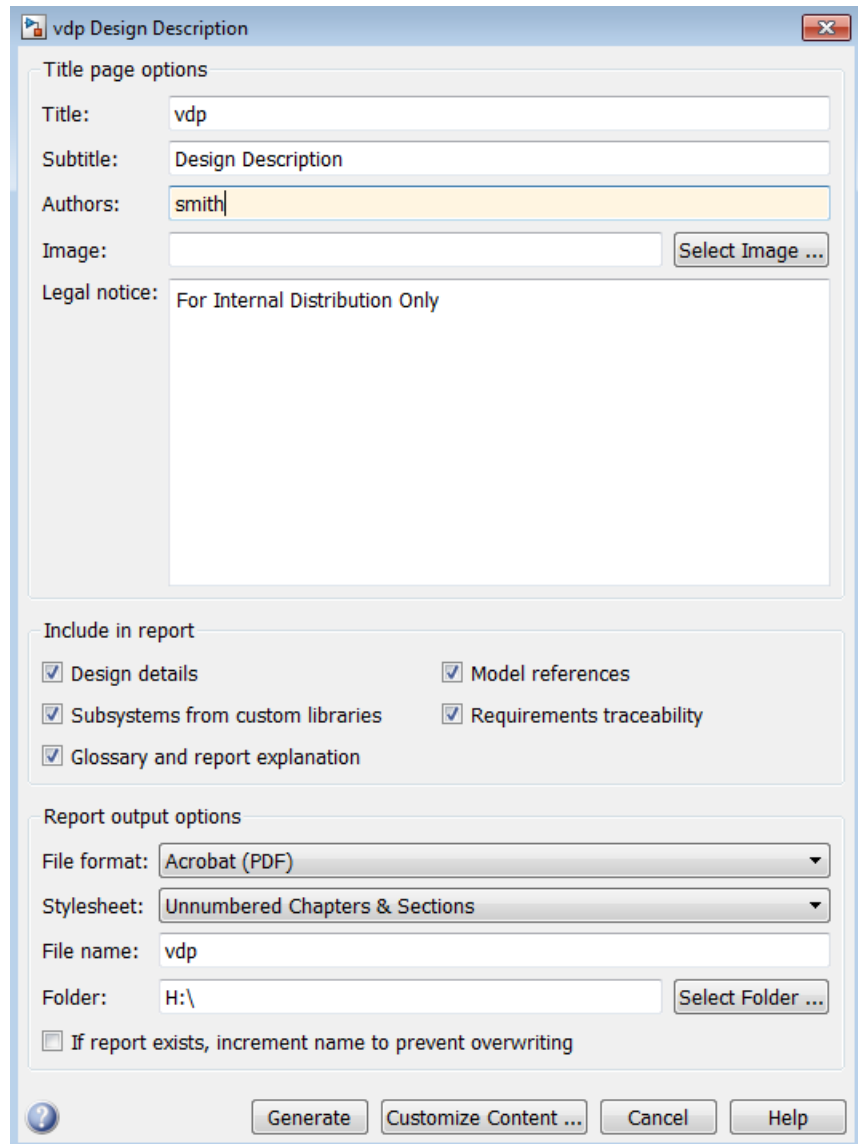 vdp Design Description
Title page options
Title: vdp
Subtitle: Design Description
Authors: smith
Image: Select Image ...
Legal notice: For Internal Distribution Only
Include in report
Design details Model references
Subsystems from custom libraries Requirements traceability
Glossary and report explanation
Report output options
File format: Acrobat (PDF)
Stylesheet: Unnumbered Chapters & Sections
File name: vdp
Folder: H:\ Select Folder ...
If report exists, increment name to prevent overwriting
? Generate Customize Content ... Cancel Help